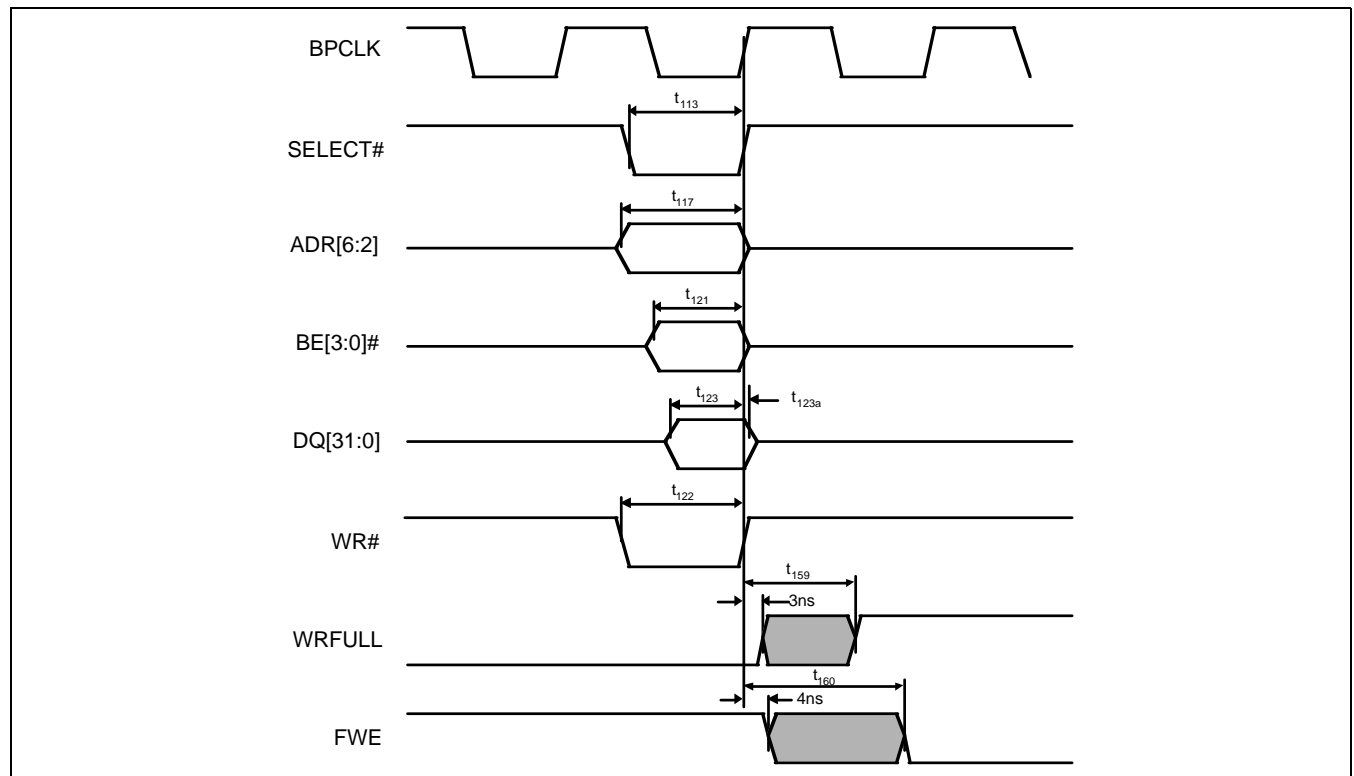 BPCLK
t113
SELECT#
t117
ADR[6:2]
t121
BE[3:0]#
t123
t123a
DQ[31:0]
t122
WR#
t159
3ns
WRFULL
t160
4ns
FWE